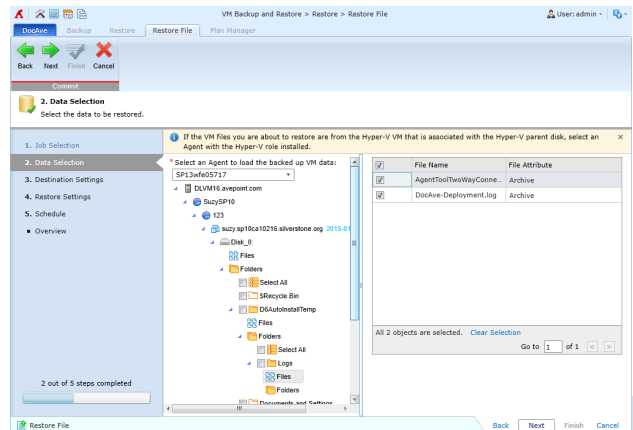 VM Backup and Restore > Restore > Restore File
User: admin
DocAve
Backup
Restore
Restore File
Plan Manager
Back
Next
Finish
Cancel
Commit
2. Data Selection
Select the data to be restored.
1. Job Selection
2. Data Selection
3. Destination Settings
4. Restore Settings
5. Schedule
Overview
2 out of 5 steps completed
If the VM files you are about to restore are from the Hyper-V VM that is associated with the Hyper-V parent disk, select an
Agent with the Hyper-V role installed.
* Select an Agent to load the backed up VM data:
SP13wfe05717
DLVM16.avepoint.com
SuzySP10
123
suzy.sp10ca10216.silverstone.org 2015-01
Disk_0:
Files
Folders
Select All
$Recycle.Bin
D6AutoInstallTemp
Files
Folders
Select All
Logs
Files
Folders
Documents and Settings
File Name
File Attribute
AgentToolTwoWayConne...
Archive
DocAve-Deployment.log
Archive
All 2 objects are selected. Clear Selection
Go to 1 of 1 < >
Restore File
Back
Next
Finish
Cancel